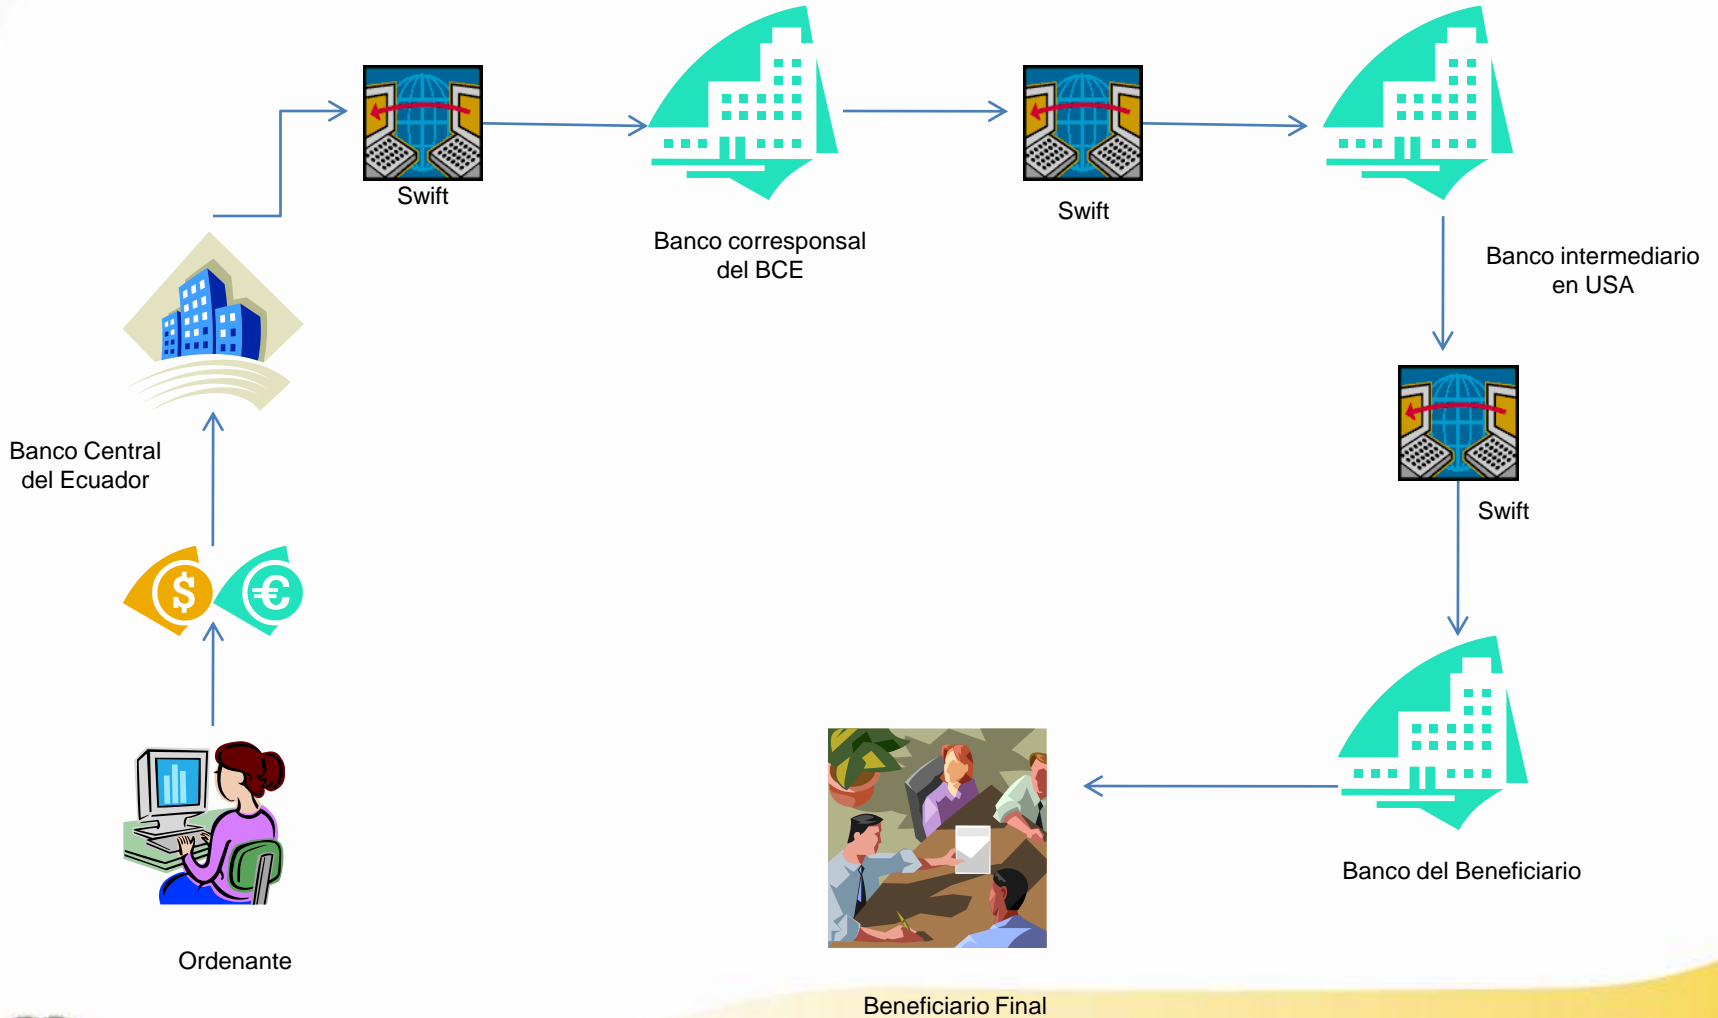 Swift
Swift
Banco corresponsal
del BCE
Banco intermediario
en USA
Banco Central
del Ecuador
Swift
$
€
Banco del Beneficiario
Ordenante
Beneficiario Final